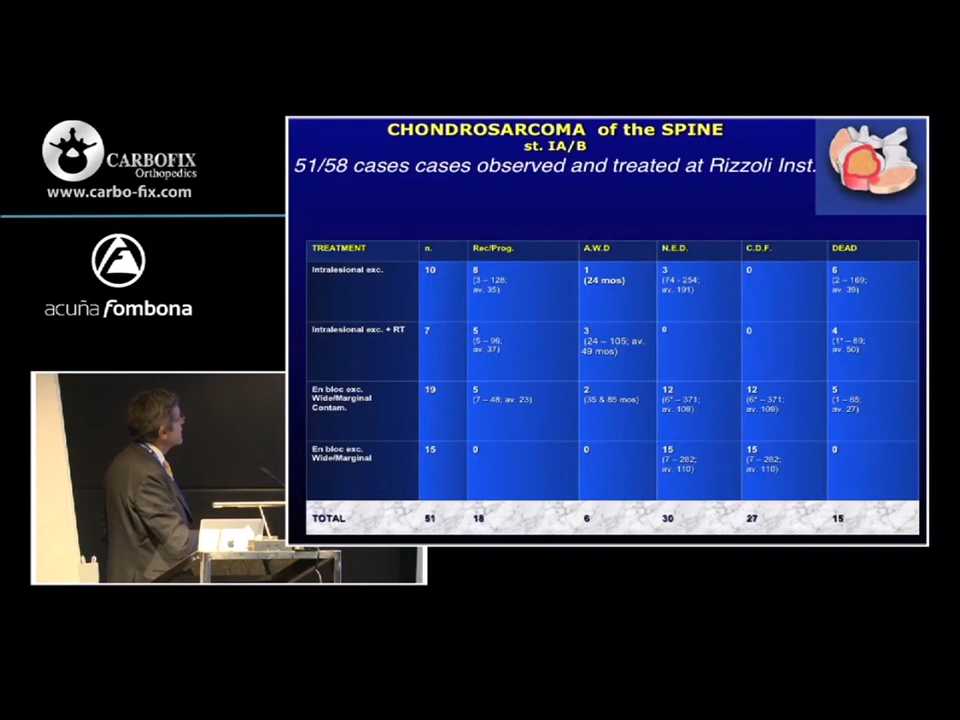 CARBOFIX
Orthopedics
www.carbo-fix.com
acuña fombona
CHONDROSARCOMA of the SPINE
st. IA/B
51/58 cases cases observed and treated at Rizzoli Inst.
TREATMENT n. Rec/Prog. A.W.D N.E.D. C.D.F. DEAD
Intralesional exc. 10 8 (3 – 128; av. 35) 1 (24 mos) 3 (74 - 254; av. 191) 0 6 (2 – 169; av. 39)
Intralesional exc. + RT 7 5 (5 – 96; av. 37) 3 (24 – 105; av. 49 mos) 0 0 4 (1* – 89; av. 50)
En bloc exc. Wide/Marginal Contam. 19 5 (7 – 48; av. 23) 2 (35 & 85 mos) 12 (6* – 371; av. 109) 12 (6* – 371; av. 109) 5 (1 – 65; av. 27)
En bloc exc. Wide/Marginal 15 0 0 15 (7 – 282; av. 110) 15 (7 – 282; av. 110) 0
TOTAL 51 18 6 30 27 15